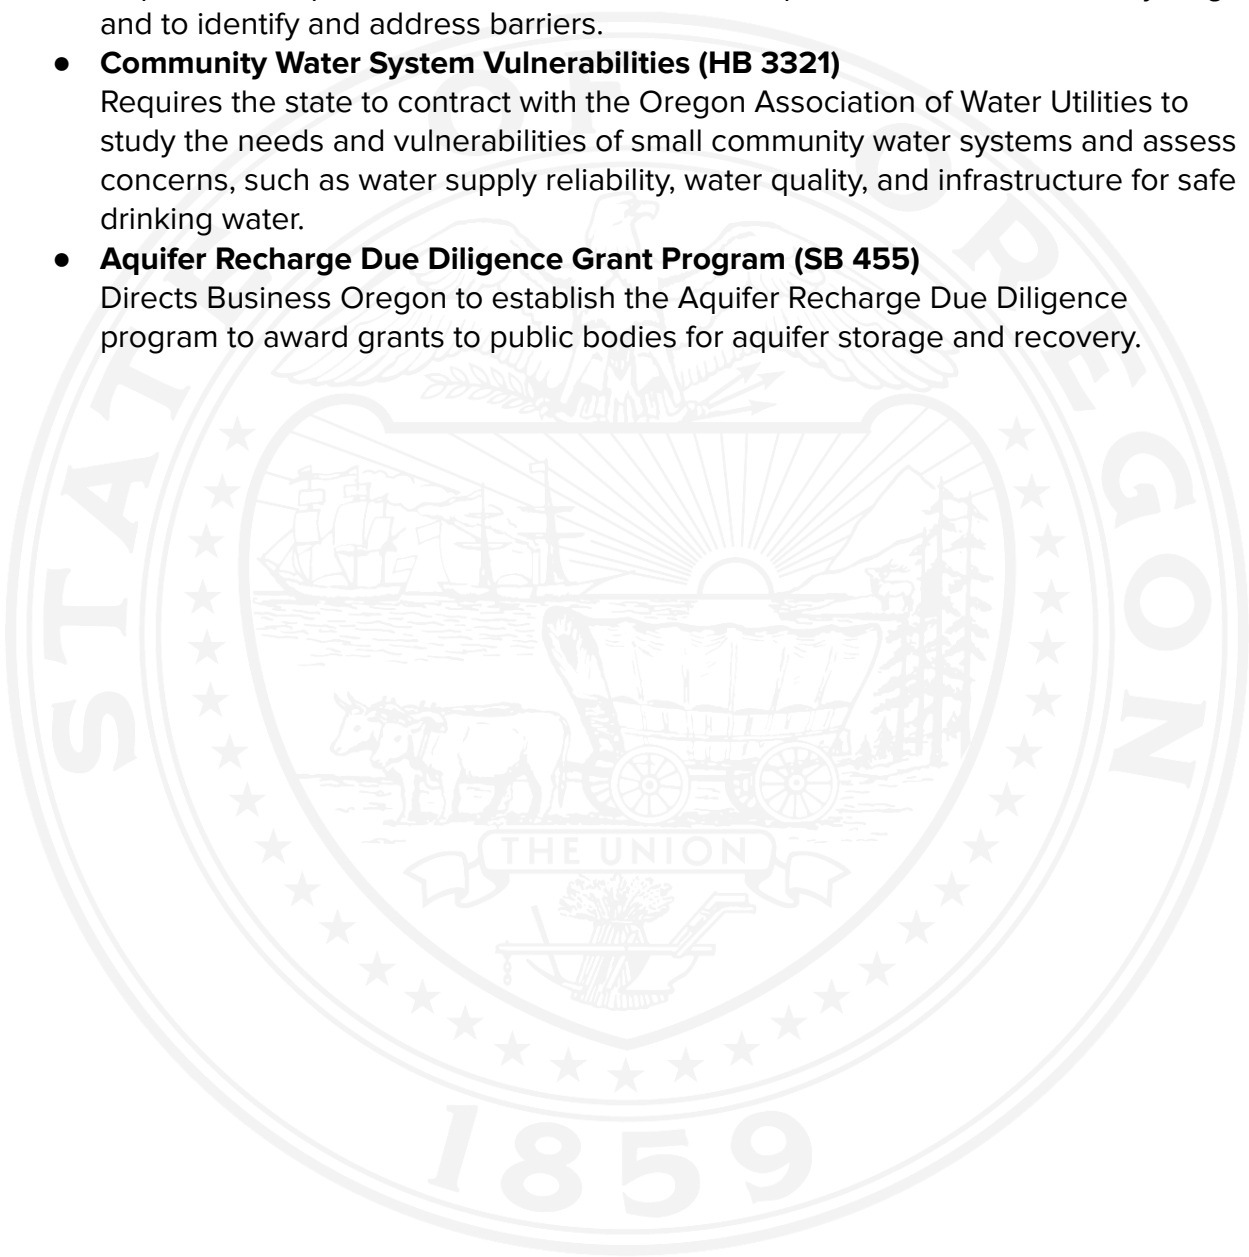 and to identify and address barriers.
● Community Water System Vulnerabilities (HB 3321)
Requires the state to contract with the Oregon Association of Water Utilities to
study the needs and vulnerabilities of small community water systems and assess
concerns, such as water supply reliability, water quality, and infrastructure for safe
drinking water.
● Aquifer Recharge Due Diligence Grant Program (SB 455)
Directs Business Oregon to establish the Aquifer Recharge Due Diligence
program to award grants to public bodies for aquifer storage and recovery.
STATE OF OREGON
THE UNION
1859